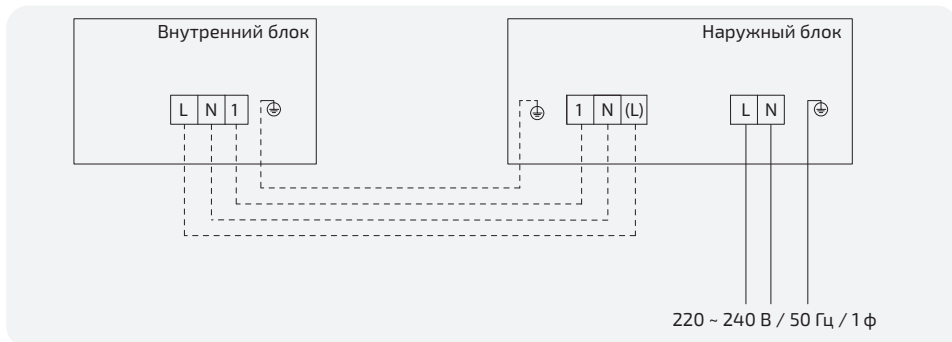 Внутренний блок
Наружный блок
L N 1
1 N (L)
L N
220 ~ 240 В / 50 Гц / 1 ф